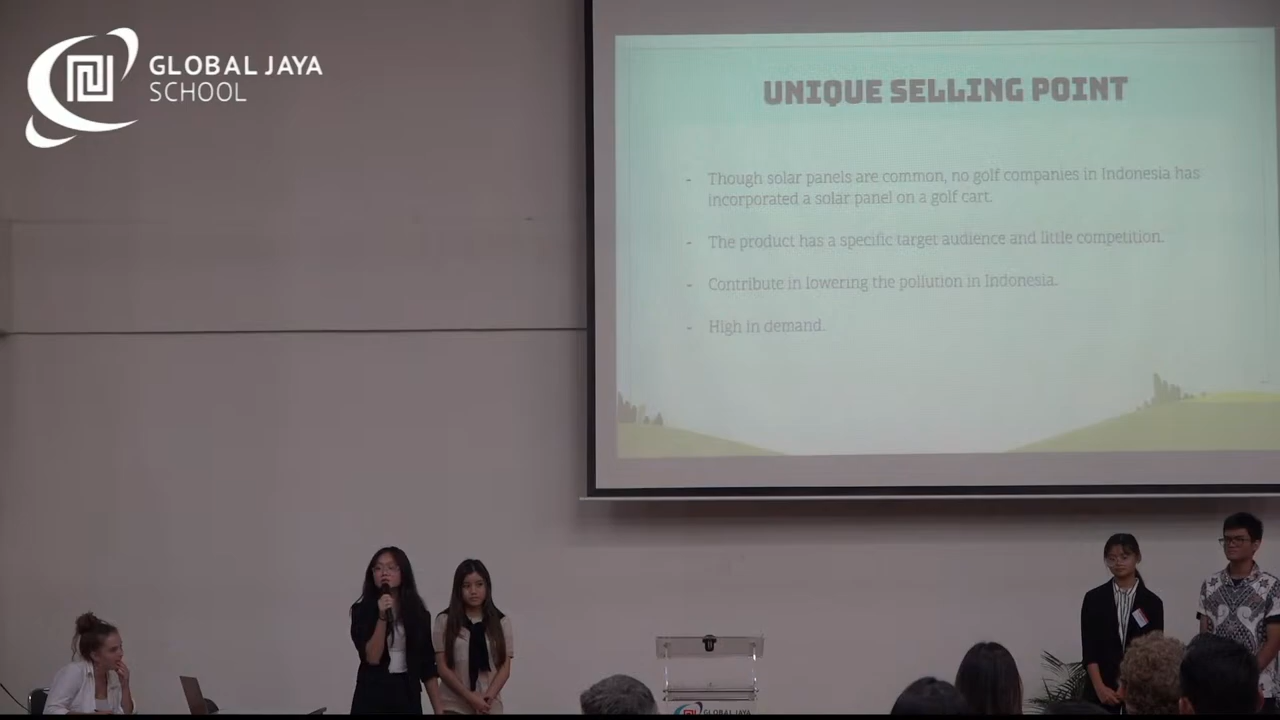 GLOBAL JAYA
SCHOOL
UNIQUE SELLING POINT
- Though solar panels are common, no golf companies in Indonesia has
incorporated a solar panel on a golf cart.
- The product has a specific target audience and little competition.
- Contribute in lowering the pollution in Indonesia.
- High in demand.
GLOBAL JAYA